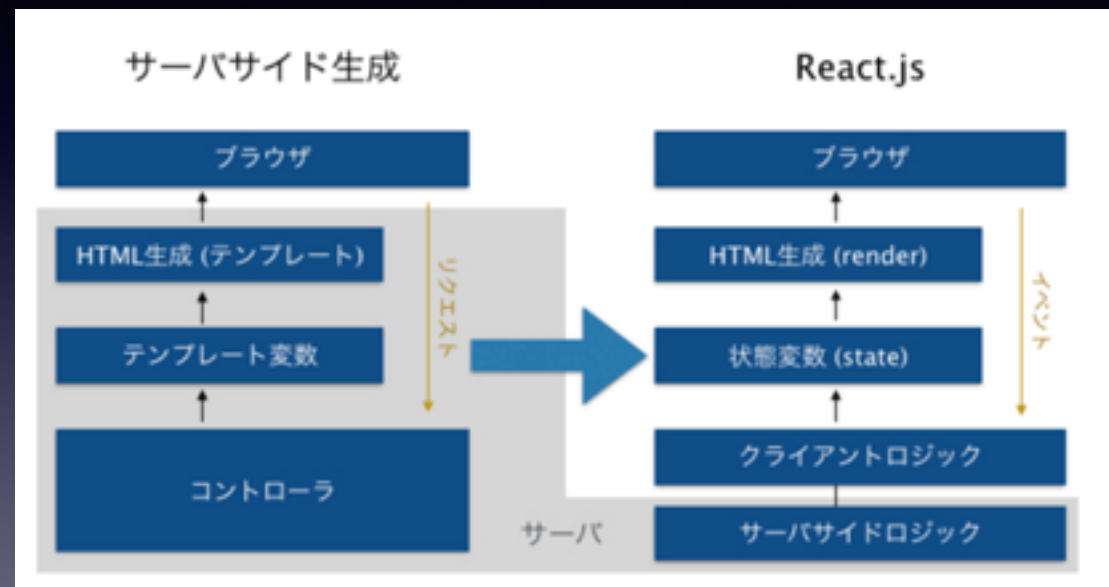 サーバサイド生成
ブラウザ
HTML生成 (テンプレート)
テンプレート変数
コントローラ
リクエスト
サーバ
React.js
ブラウザ
HTML生成 (render)
状態変数 (state)
クライアントロジック
サーバサイドロジック
イベント